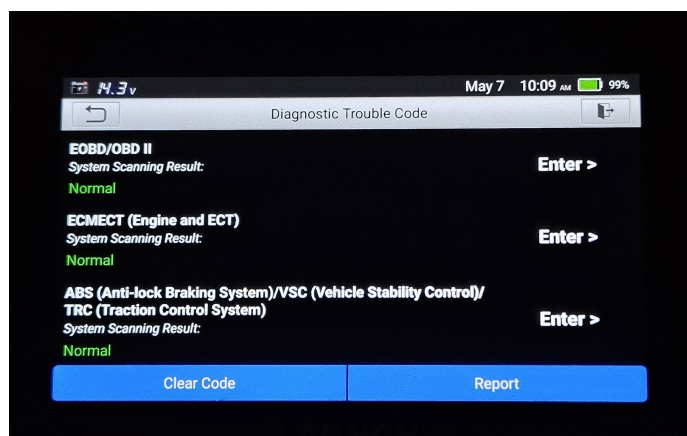 14.3v
May 7 10:09 AM 99%
Diagnostic Trouble Code
EOBD/OBD II
System Scanning Result:
Enter >
Normal
ECMECT (Engine and ECT)
System Scanning Result:
Enter >
Normal
ABS (Anti-lock Braking System)/VSC (Vehicle Stability Control)/
TRC (Traction Control System)
System Scanning Result:
Enter >
Normal
Clear Code
Report
LAUNCH